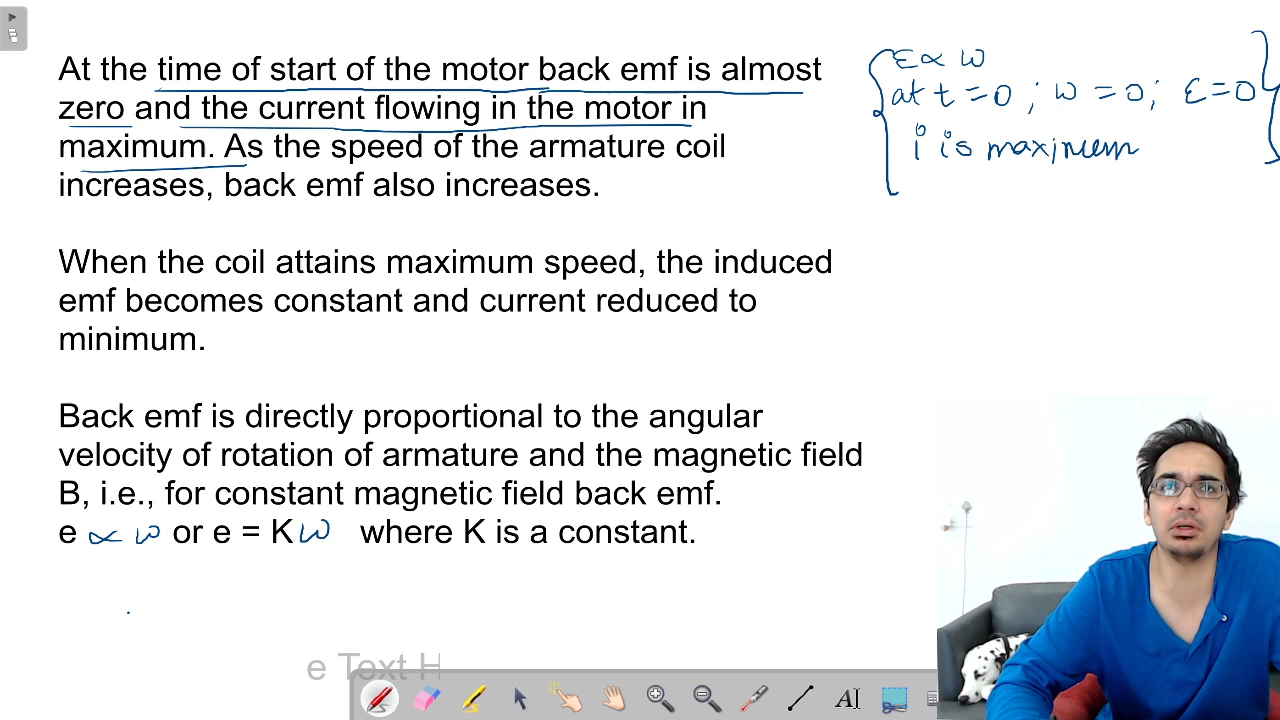 At the time of start of the motor back emf is almost
zero and the current flowing in the motor in
maximum. As the speed of the armature coil
increases, back emf also increases.
When the coil attains maximum speed, the induced
emf becomes constant and current reduced to
minimum.
Back emf is directly proportional to the angular
velocity of rotation of armature and the magnetic field
B, i.e., for constant magnetic field back emf.
e ∝ ω or e = Kω where K is a constant.
ε ∝ ω
at t = 0 ; ω = 0; ε = 0
i is maximum
e Text H
AI